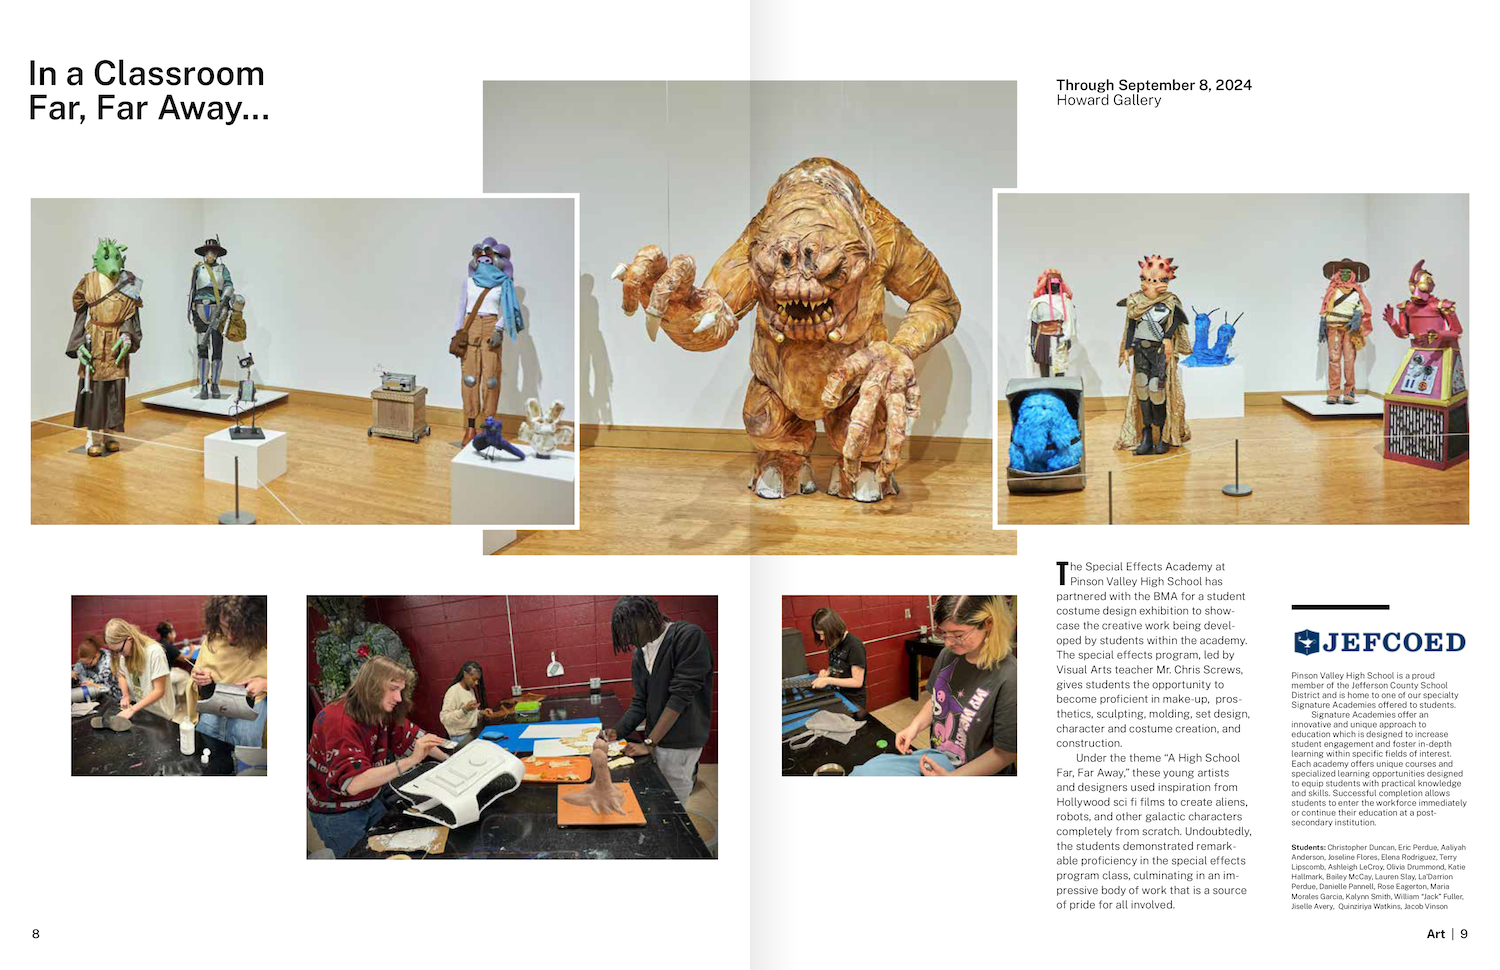 In a Classroom
Far, Far Away...
Through September 8, 2024
Howard Gallery
The Special Effects Academy at
Pinson Valley High School has
partnered with the BMA for a student
costume design exhibition to show-
case the creative work being devel-
oped by students within the academy.
The special effects program, led by
Visual Arts teacher Mr. Chris Screws,
gives students the opportunity to
become proficient in make-up, pros-
thetics, sculpting, molding, set design,
character and costume creation, and
construction.
Under the theme “A High School
Far, Far Away,” these young artists
and designers used inspiration from
Hollywood sci fi films to create aliens,
robots, and other galactic characters
completely from scratch. Undoubtedly,
the students demonstrated remark-
able proficiency in the special effects
program class, culminating in an im-
pressive body of work that is a source
of pride for all involved.
JEFCOED
Pinson Valley High School is a proud
member of the Jefferson County School
District and is home to one of our specialty
Signature Academies offered to students.
Signature Academies offer an
innovative and unique approach to
education which is designed to increase
student engagement and foster in-depth
learning within specific fields of interest.
Each academy offers unique courses and
specialized learning opportunities designed
to equip students with practical knowledge
and skills. Successful completion allows
students to enter the workforce immediately
or continue their education at a post-
secondary institution.
Students: Christopher Duncan, Eric Perdue, Aaliyah
Anderson, Joseline Flores, Elena Rodriguez, Terry
Lipscomb, Ashleigh LeCroy, Olivia Drummond, Katie
Hallmark, Bailey McCay, Lauren Slay, La’Darrion
Perdue, Danielle Pannell, Rose Eagerton, Maria
Morales Garcia, Kalynn Smith, William “Jack” Fuller,
Jiselle Avery, Quinziriya Watkins, Jacob Vinson
8
Art | 9